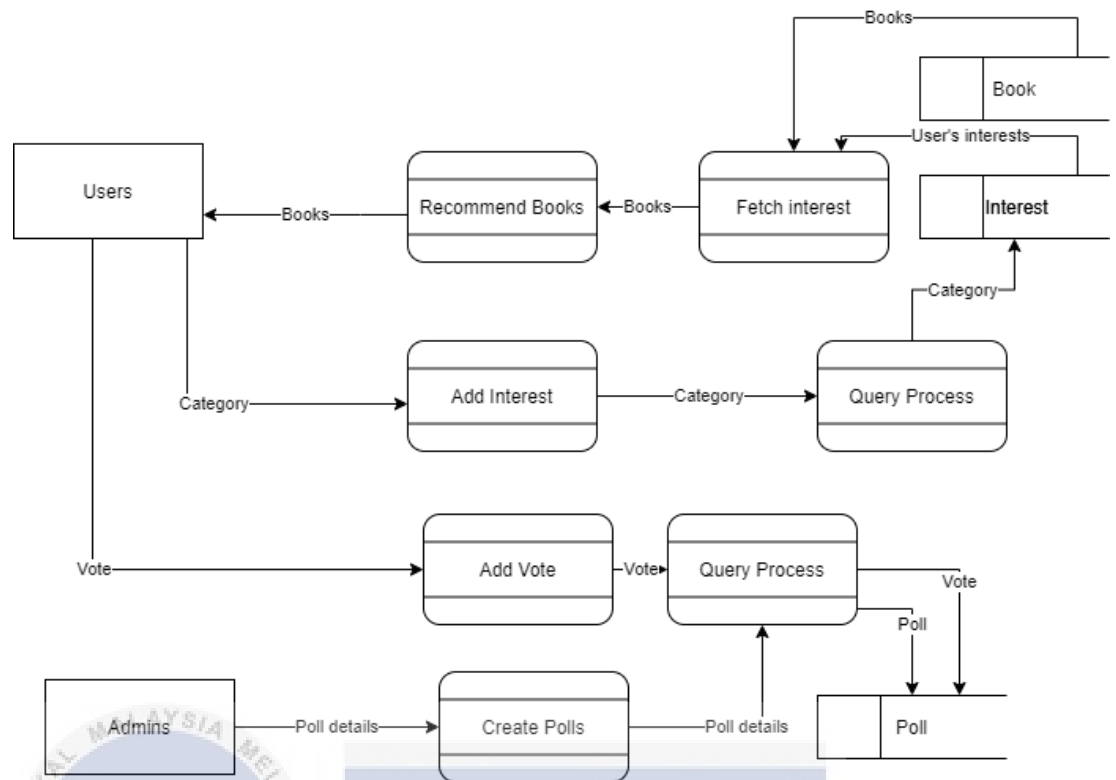 Books
Book
User's interests
Users
Recommend Books
Fetch interest
Interest
Books
Books
Category
Add Interest
Query Process
Category
Category
Add Vote
Query Process
Vote
Vote
Vote
Poll
Admins
Poll details
Create Polls
Poll details
Poll
MALAYSIA